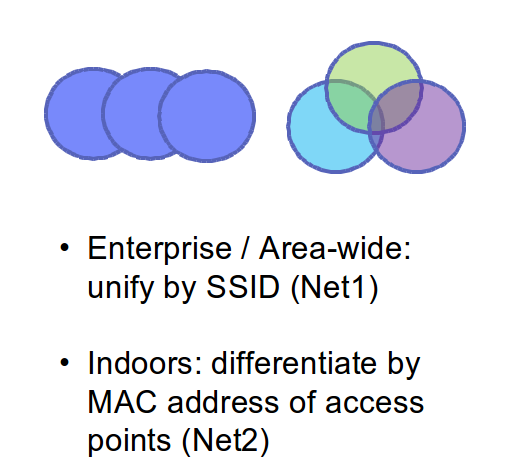 • Enterprise / Area-wide:
unify by SSID (Net1)
• Indoors: differentiate by
MAC address of access
points (Net2)